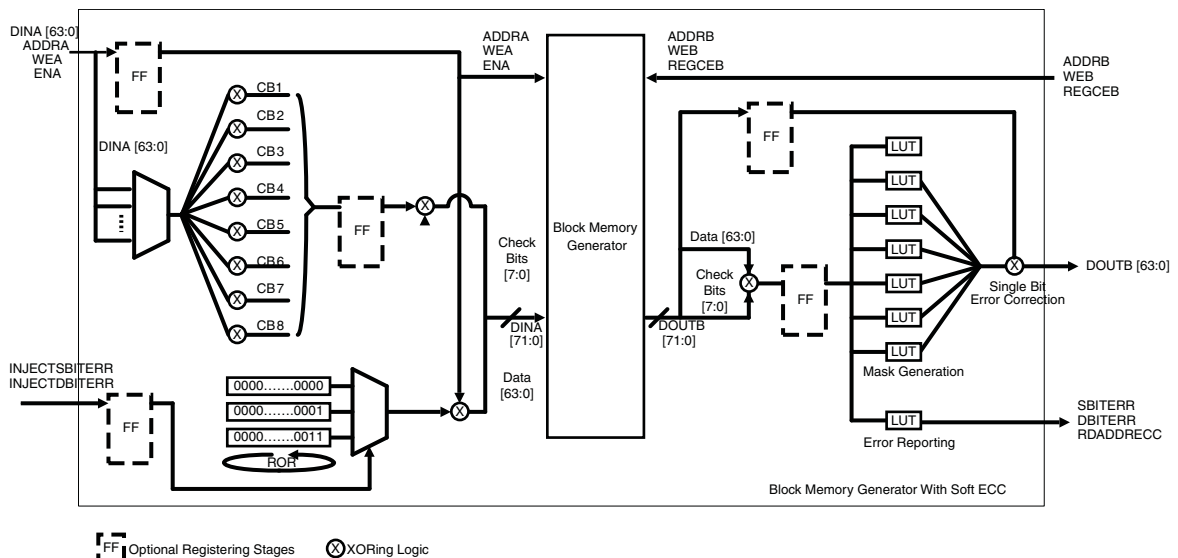 DINA [63:0]
ADDRA
WEA
ENA
FF
DINA [63:0]
CB1
CB2
CB3
CB4
CB5
CB6
CB7
CB8
X
X
X
X
X
X
X
X
FF
X
ADDRA
WEA
ENA
Check
Bits
[7:0]
DINA
[71:0]
Data
[63:0]
INJECTSBITERR
INJECTDBITERR
FF
0000.......0000
0000.......0001
0000.......0011
ROR
X
Block Memory
Generator
ADDRB
WEB
REGCEB
ADDRB
WEB
REGCEB
FF
Data [63:0]
Check
Bits
[7:0]
X
DOUTB
[71:0]
FF
LUT
LUT
LUT
LUT
LUT
LUT
LUT
Mask Generation
LUT
Error Reporting
X
Single Bit
Error Correction
DOUTB [63:0]
SBITERR
DBITERR
RDADDRECC
Block Memory Generator With Soft ECC
FF Optional Registering Stages
X XORing Logic